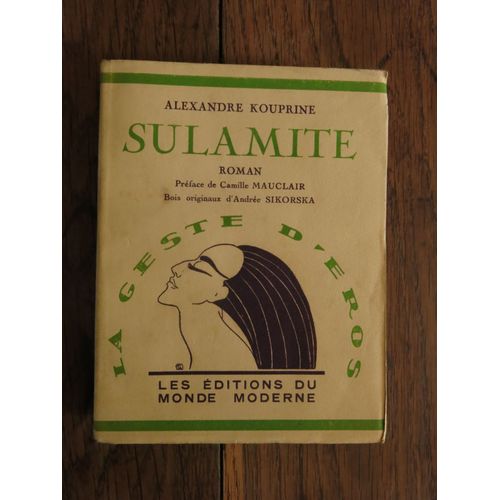 ALEXANDRE KOUPRINE
SULAMITE
ROMAN
Préface de Camille MAUCLAIR
Bois originaux d'Andrée SIKORSKA
LA GESTE D'ÉROS
LES ÉDITIONS DU
MONDE MODERNE